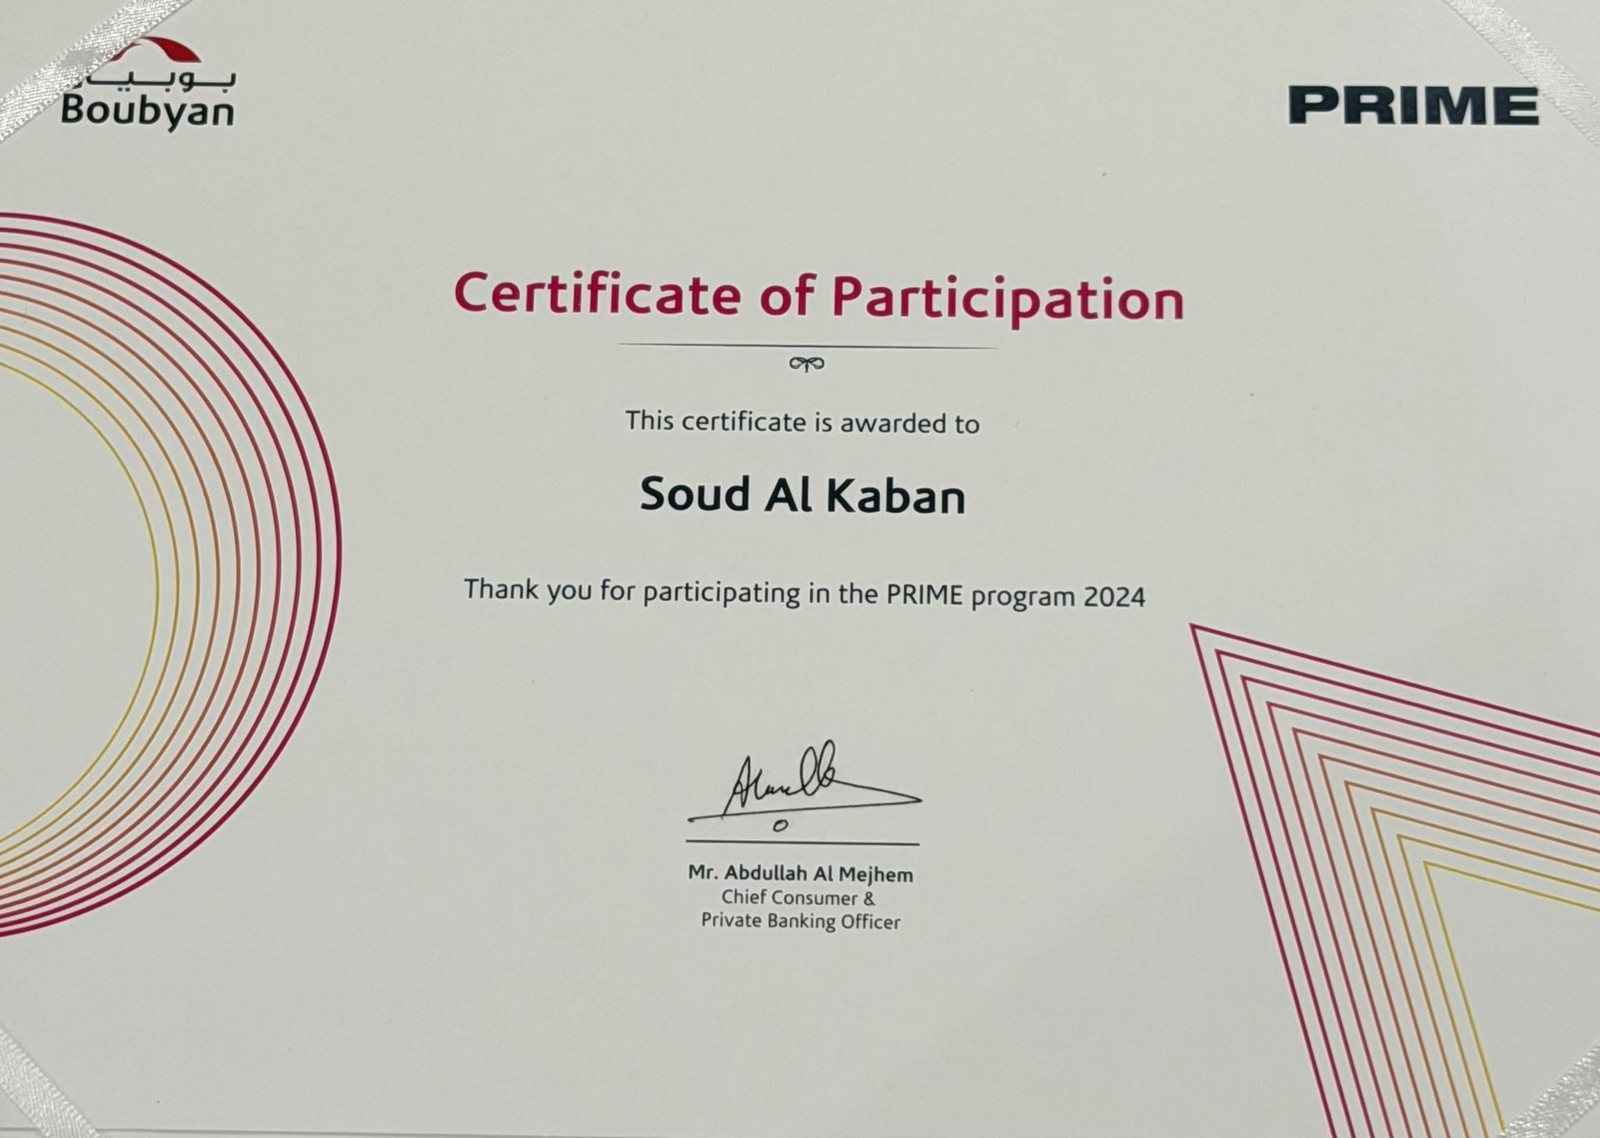 Boubyan
PRIME
Certificate of Participation
This certificate is awarded to
Soud Al Kaban
Thank you for participating in the PRIME program 2024
Mr. Abdullah Al Mejhem
Chief Consumer &
Private Banking Officer